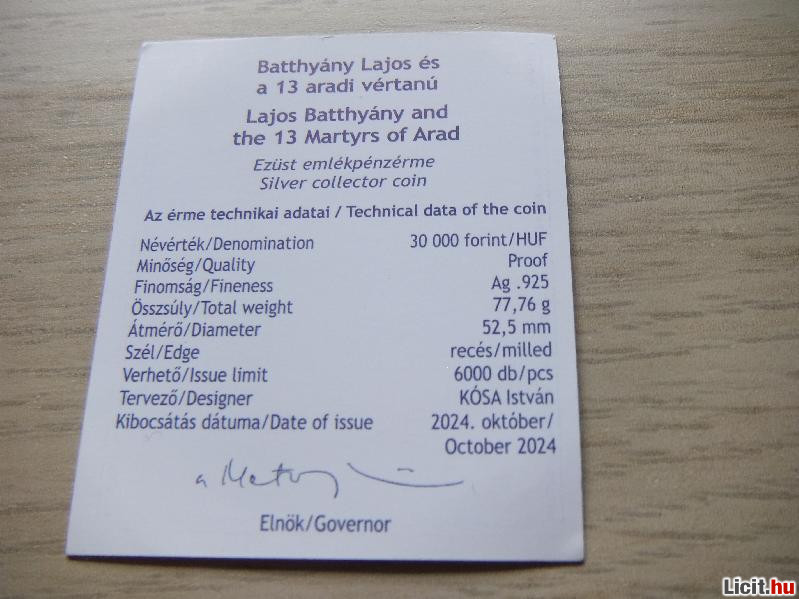 Batthyány Lajos és
a 13 aradi vértanú
Lajos Batthyány and
the 13 Martyrs of Arad
Ezüst emlékpénzérme
Silver collector coin
Az érme technikai adatai / Technical data of the coin
Névérték/Denomination 30 000 forint/HUF
Minőség/Quality Proof
Finomság/Fineness Ag .925
Összsúly/Total weight 77,76 g
Átmérő/Diameter 52,5 mm
Szél/Edge recés/milled
Verhető/Issue limit 6000 db/pcs
Tervező/Designer KÓSA István
Kibocsátás dátuma/Date of issue 2024. október/
October 2024
Elnök/Governor
Licit.hu